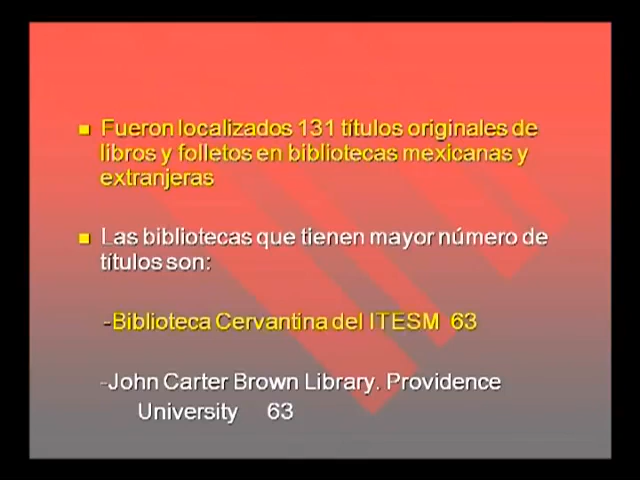 Fueron localizados 131 títulos originales de
libros y folletos en bibliotecas mexicanas y
extranjeras
Las bibliotecas que tienen mayor número de
títulos son:
-Biblioteca Cervantina del ITESM 63
-John Carter Brown Library. Providence
University 63